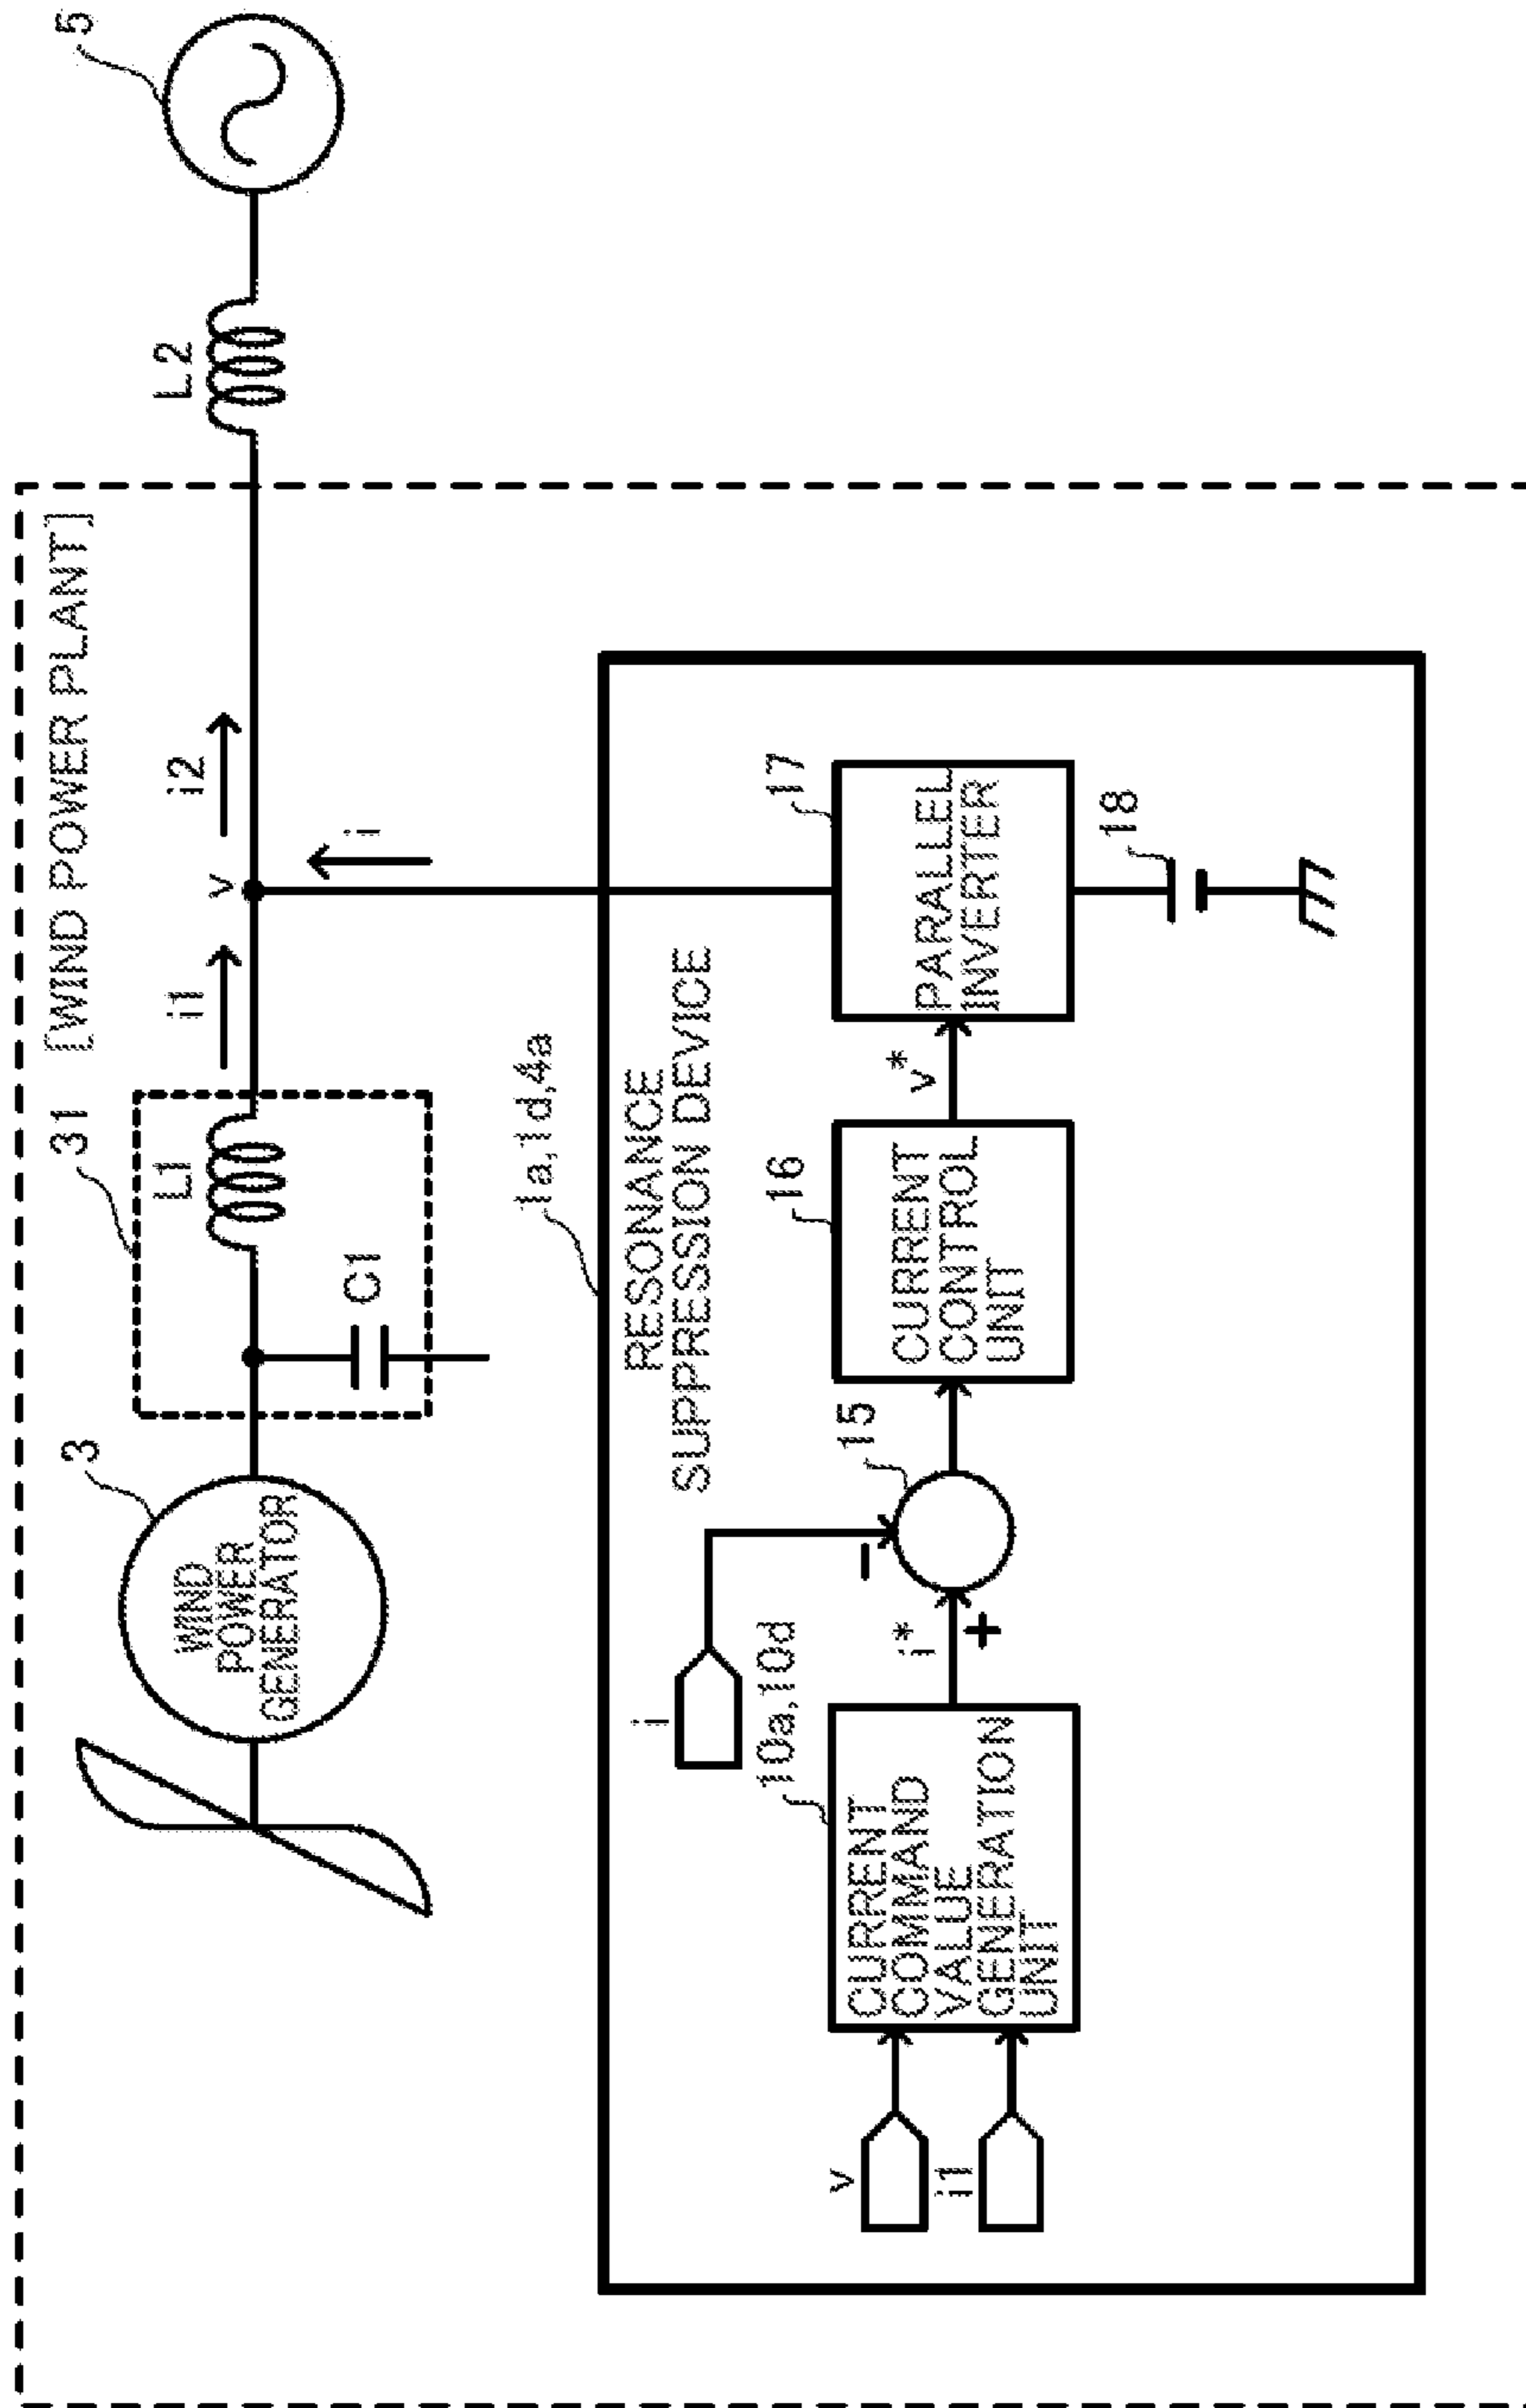 [WIND POWER PLANT]
3
WIND
POWER
GENERATOR
31
L1
C1
i1
v
i2
i
L2
5
1a,1d,4a
RESONANCE
SUPPRESSION DEVICE
v
i1
10a,10d
CURRENT
COMMAND
VALUE
GENERATION
UNIT
i
i*
+
−
15
16
CURRENT
CONTROL
UNIT
v*
17
PARALLEL
INVERTER
18